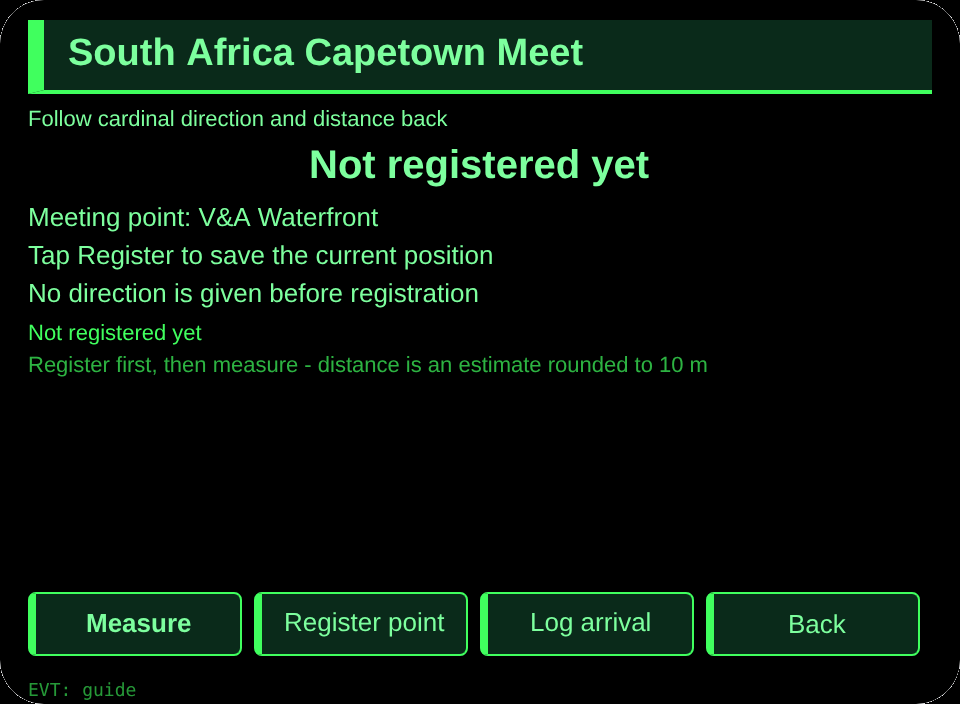 South Africa Capetown Meet
Follow cardinal direction and distance back
Not registered yet
Meeting point: V&A Waterfront
Tap Register to save the current position
No direction is given before registration
Not registered yet
Register first, then measure - distance is an estimate rounded to 10 m
Measure
Register point
Log arrival
Back
EVT: guide